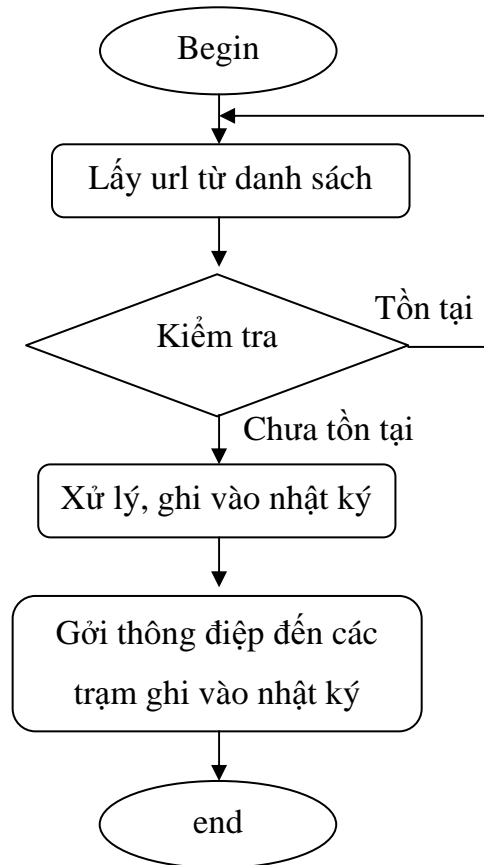 Begin
Lấy url từ danh sách
Tồn tại
Kiểm tra
Chưa tồn tại
Xử lý, ghi vào nhật ký
Gởi thông điệp đến các
trạm ghi vào nhật ký
end